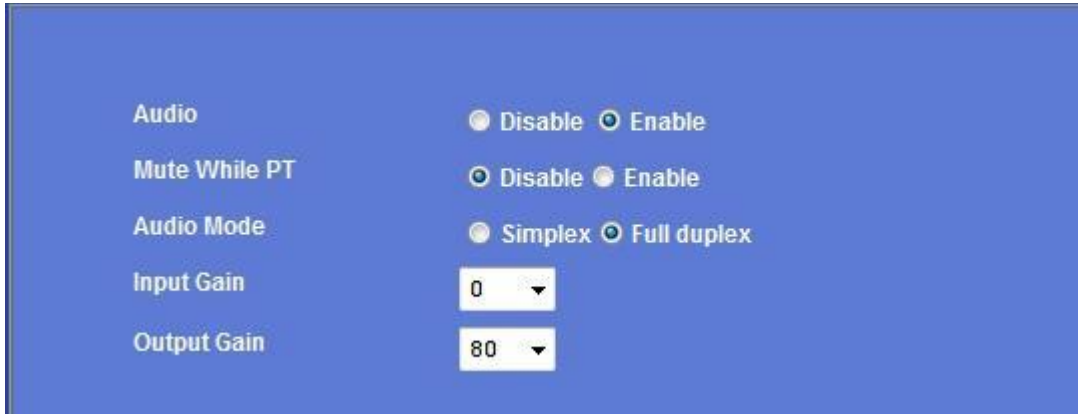 Audio Disable Enable
Mute While PT Disable Enable
Audio Mode Simplex Full duplex
Input Gain 0
Output Gain 80